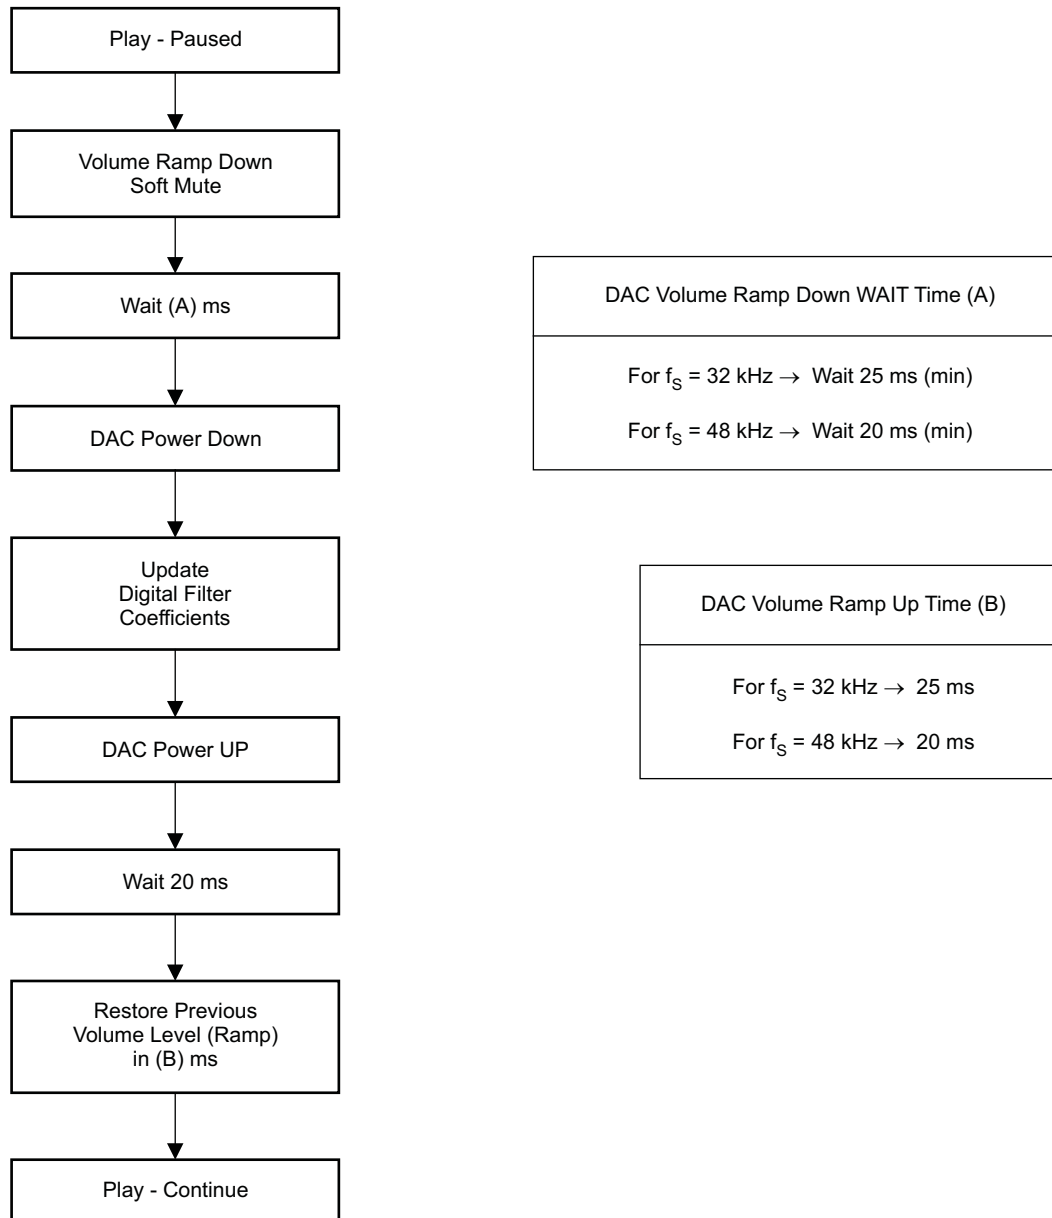 Play - Paused
Volume Ramp Down
Soft Mute
Wait (A) ms
DAC Power Down
Update
Digital Filter
Coefficients
DAC Power UP
Wait 20 ms
Restore Previous
Volume Level (Ramp)
in (B) ms
Play - Continue
DAC Volume Ramp Down WAIT Time (A)
For fS = 32 kHz → Wait 25 ms (min)
For fS = 48 kHz → Wait 20 ms (min)
DAC Volume Ramp Up Time (B)
For fS = 32 kHz → 25 ms
For fS = 48 kHz → 20 ms